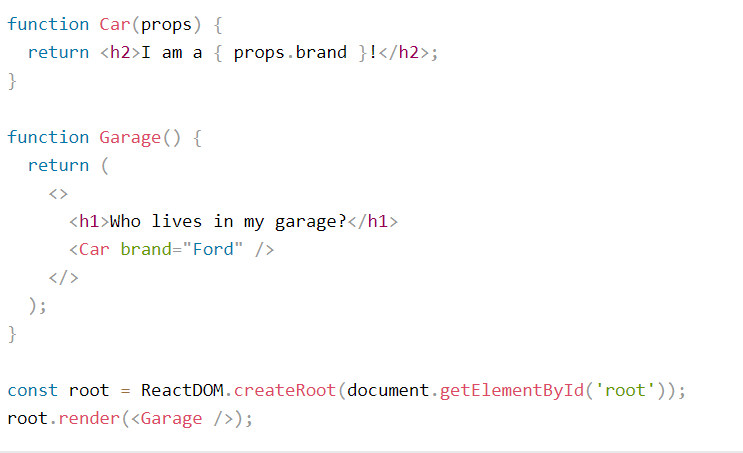 function Car(props) {
  return <h2>I am a { props.brand }!</h2>;
}

function Garage() {
  return (
    <>
      <h1>Who lives in my garage?</h1>
      <Car brand="Ford" />
    </>
  );
}

const root = ReactDOM.createRoot(document.getElementById('root'));
root.render(<Garage />);